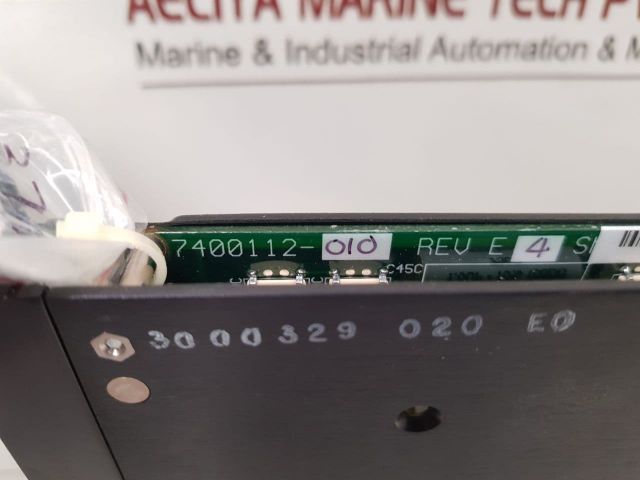 AECITA MARINE TECH P
Marine & Industrial Automation & M
7400112-010 REV E 4 S
C45C
3000329 020 E0